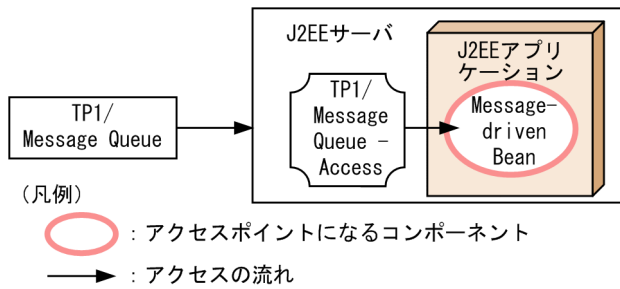 J2EEサーバ
J2EEアプリ
ケーション
TP1/
Message Queue
TP1/
Message
Queue -
Access
Message-
driven
Bean
（凡例）
：アクセスポイントになるコンポーネント
：アクセスの流れ